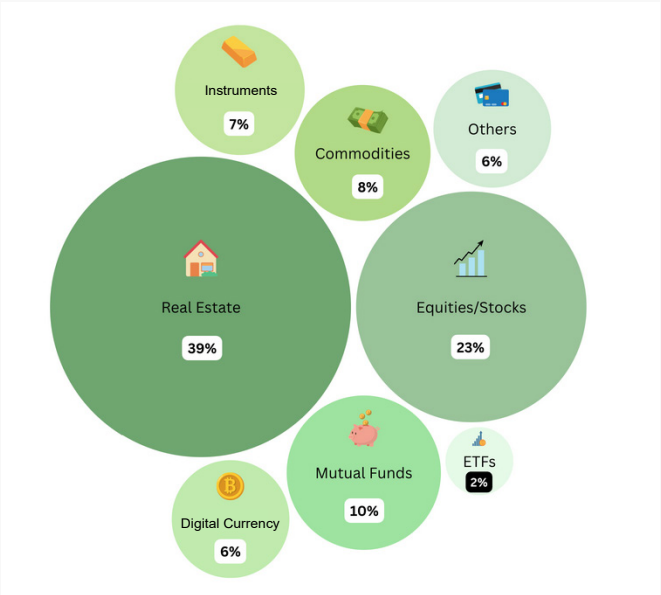 Instruments
7%
Commodities
8%
Others
6%
Real Estate
39%
Equities/Stocks
23%
Mutual Funds
10%
ETFs
2%
Digital Currency
6%